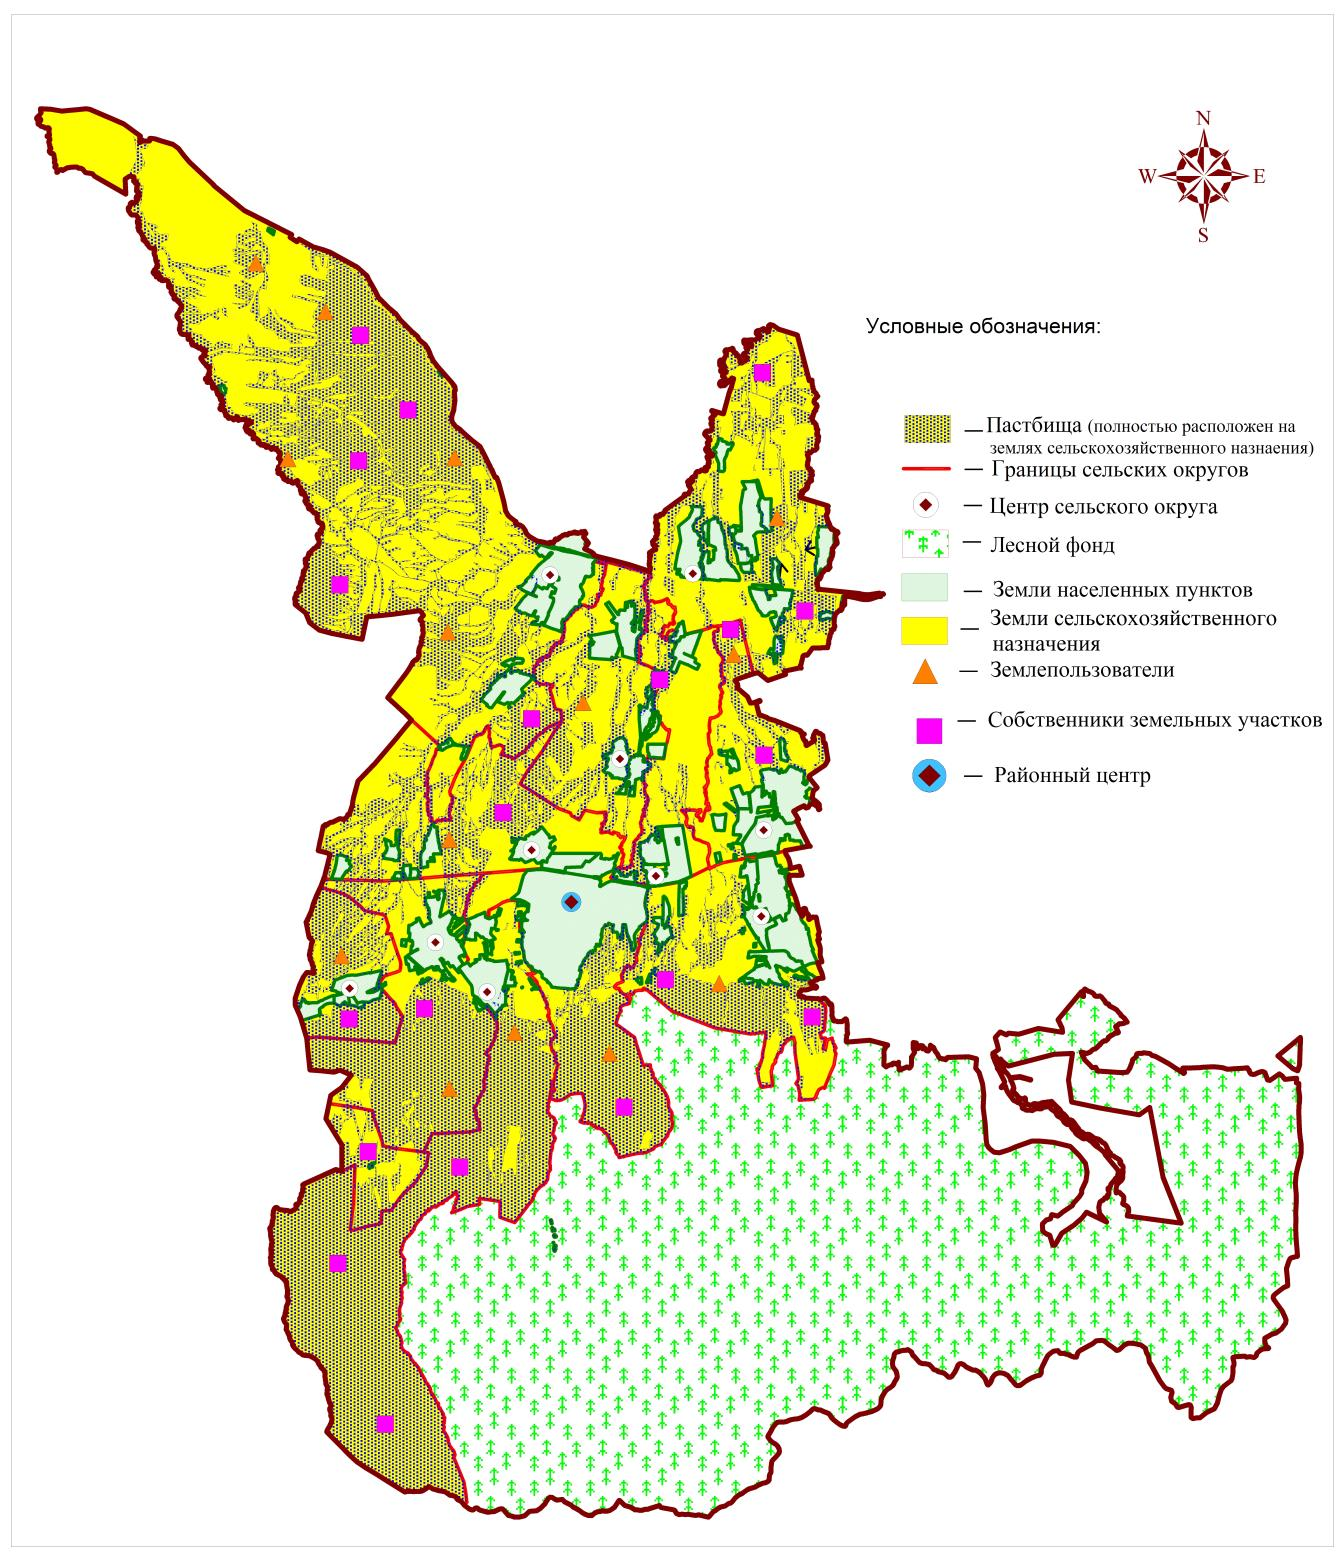 N
W E
S
Условные обозначения:
— Пастбища (полностью расположен на
землях сельскохозяйственного назнаения)
— Границы сельских округов
— Центр сельского округа
— Лесной фонд
— Земли населенных пунктов
— Земли сельскохозяйственного
назначения
— Землепользователи
— Собственники земельных участков
— Районный центр